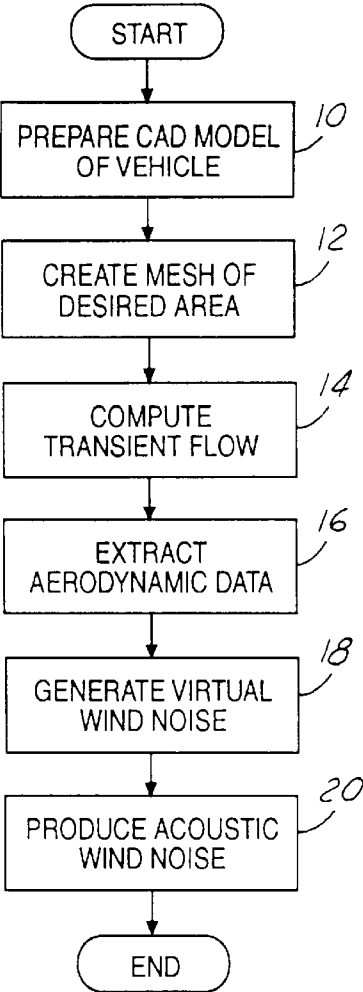 START
10
PREPARE CAD MODEL
OF VEHICLE
12
CREATE MESH OF
DESIRED AREA
14
COMPUTE
TRANSIENT FLOW
16
EXTRACT
AERODYNAMIC DATA
18
GENERATE VIRTUAL
WIND NOISE
20
PRODUCE ACOUSTIC
WIND NOISE
END